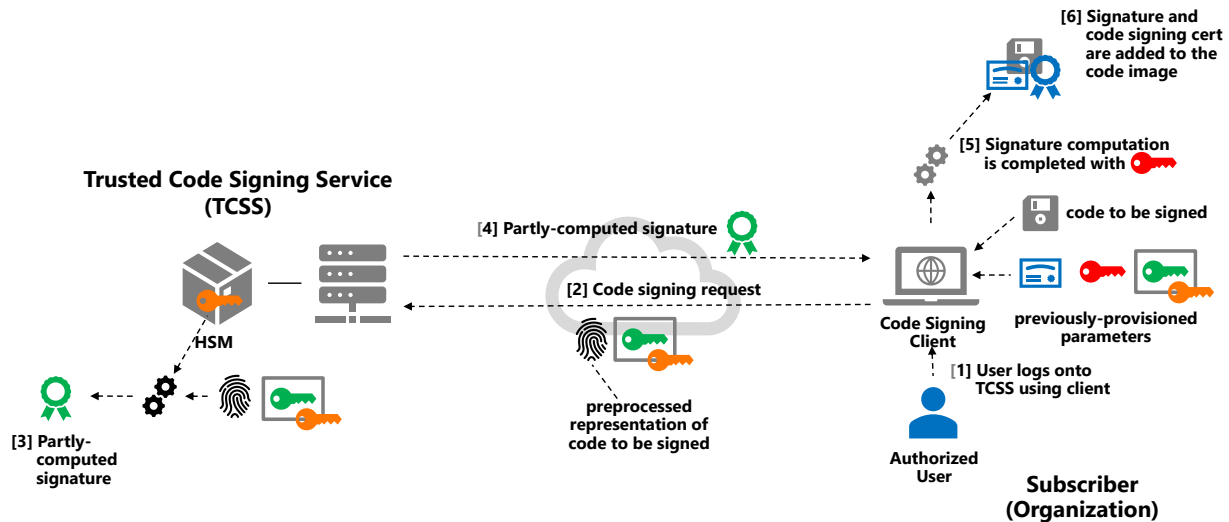 [6] Signature and
code signing cert
are added to the
code image
[5] Signature computation
is completed with
Trusted Code Signing Service
(TCSS)
code to be signed
[4] Partly-computed signature
[2] Code signing request
HSM
Code Signing
Client
previously-provisioned
parameters
[1] User logs onto
TCSS using client
preprocessed
representation of
code to be signed
[3] Partly-
computed
signature
Authorized
User
Subscriber
(Organization)